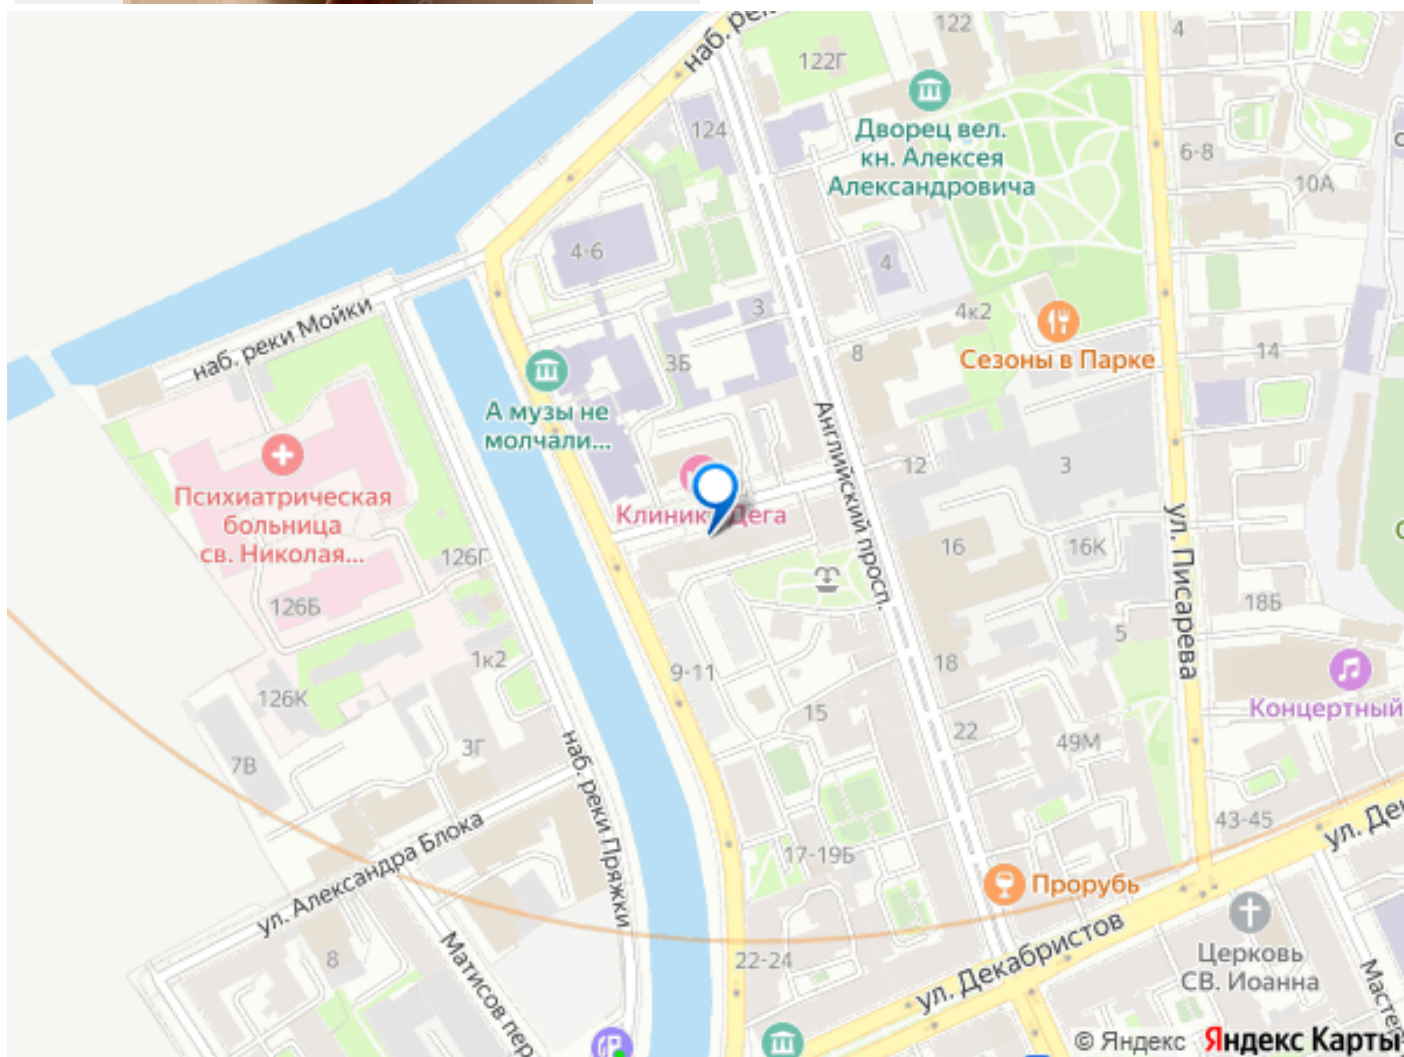 наб. рек
122
4
122Г
124
Дворец вел.
кн. Алексея
Александровича
6-8
10А
4-6
4
3
4к2
Сезоны в Парке
14
8
3Б
наб. реки Мойки
А музы не
молчали...
Английский просп.
12
3
Психиатрическая
больница
св. Николая...
Клиник
Дега
ул. Писарева
126Г
126Б
16
16К
18Б
5
1к2
9-11
18
126К
15
22
49М
Концертный
7В
3Г
наб. реки Пряжки
43-45
ул. Де
ул. Александра Блока
17-19Б
Прорубь
Матисов пер.
8
22-24
ул. Декабристов
Церковь
СВ. Иоанна
Мастер
© Яндекс Яндекс Карты